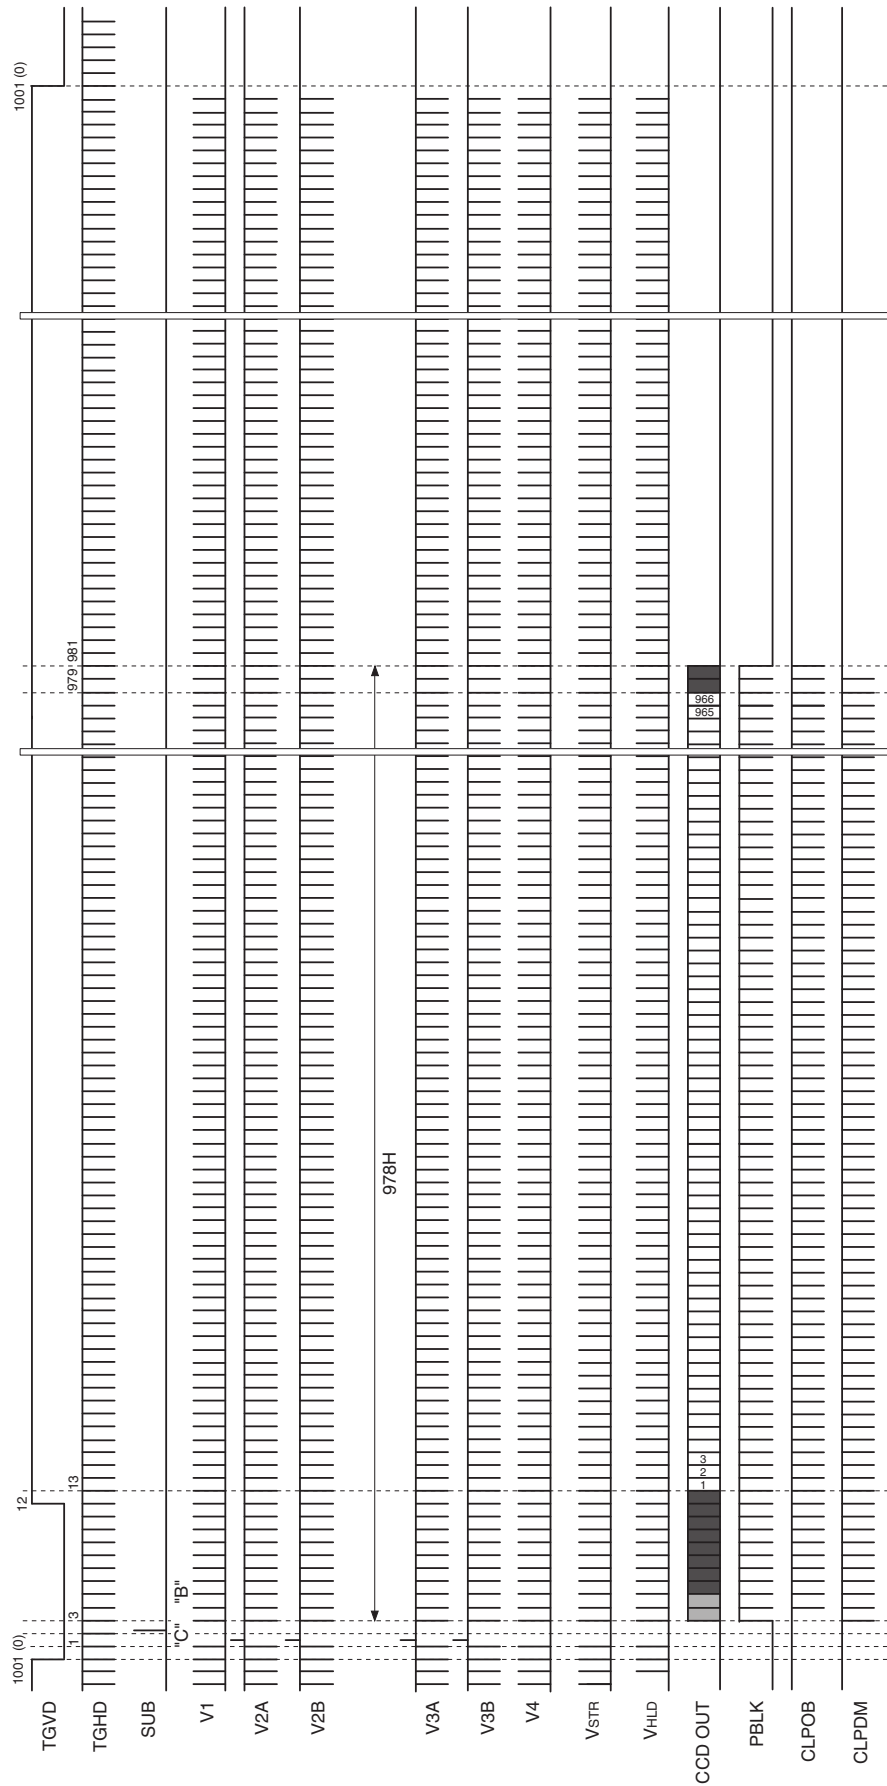 TGVD
TGHD
SUB
V1
V2A
V2B
V3A
V3B
V4
VSTR
VHLD
CCD OUT
PBLK
CLPOB
CLPDM
1001 (0)
1
3
"C"
"B"
12
13
1
2
3
978H
965
966
979
981
1001 (0)